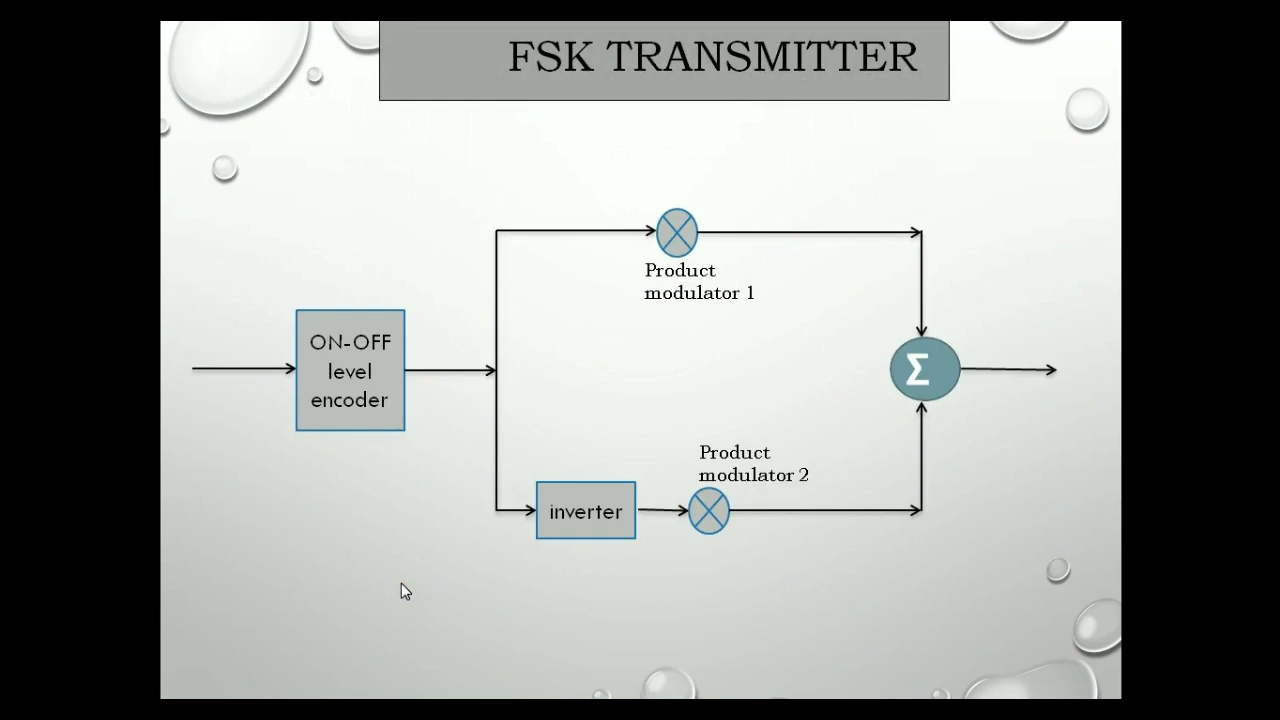 FSK TRANSMITTER
Product
modulator 1
ON-OFF
level
encoder
Σ
Product
modulator 2
inverter